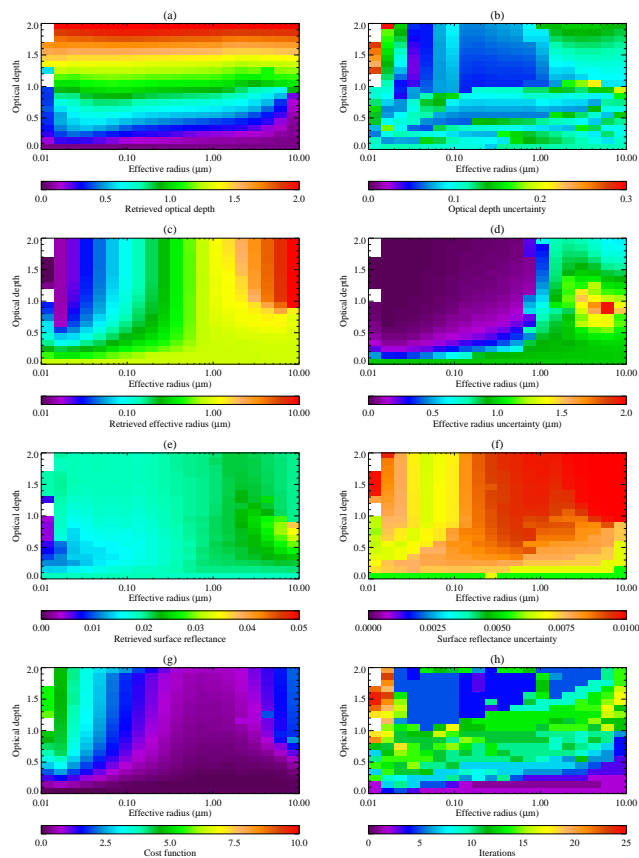 (a) (b)
2.0 2.0
1.5 1.5
Optical depth Optical depth
1.0 1.0
0.5 0.5
0.0 0.0
0.01 0.10 1.00 10.00 0.01 0.10 1.00 10.00
Effective radius (μm) Effective radius (μm)
0.0 0.5 1.0 1.5 2.0 0.0 0.1 0.2 0.3
Retrieved optical depth Optical depth uncertainty
(c) (d)
2.0 2.0
1.5 1.5
Optical depth Optical depth
1.0 1.0
0.5 0.5
0.0 0.0
0.01 0.10 1.00 10.00 0.01 0.10 1.00 10.00
Effective radius (μm) Effective radius (μm)
0.01 0.10 1.00 10.00 0.0 0.5 1.0 1.5 2.0
Retrieved effective radius (μm) Effective radius uncertainty (μm)
(e) (f)
2.0 2.0
1.5 1.5
Optical depth Optical depth
1.0 1.0
0.5 0.5
0.0 0.0
0.01 0.10 1.00 10.00 0.01 0.10 1.00 10.00
Effective radius (μm) Effective radius (μm)
0.00 0.01 0.02 0.03 0.04 0.05 0.0000 0.0025 0.0050 0.0075 0.0100
Retrieved surface reflectance Surface reflectance uncertainty
(g) (h)
2.0 2.0
1.5 1.5
Optical depth Optical depth
1.0 1.0
0.5 0.5
0.0 0.0
0.01 0.10 1.00 10.00 0.01 0.10 1.00 10.00
Effective radius (μm) Effective radius (μm)
0.0 2.5 5.0 7.5 10.0 0 5 10 15 20 25
Cost function Iterations